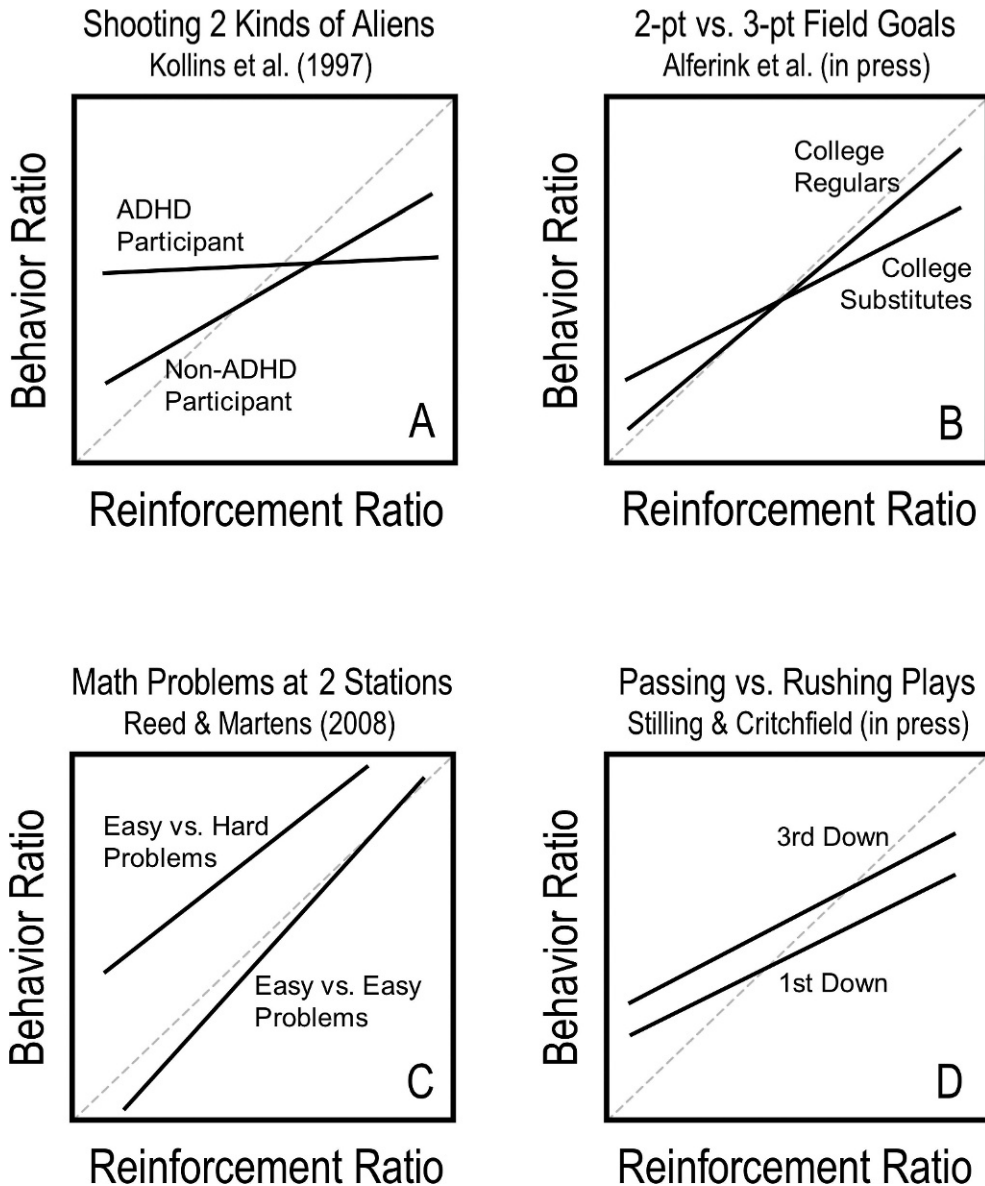 Shooting 2 Kinds of Aliens
Kollins et al. (1997)
Behavior Ratio
ADHD
Participant
Non-ADHD
Participant
A
Reinforcement Ratio
2-pt vs. 3-pt Field Goals
Alferink et al. (in press)
Behavior Ratio
College
Regulars
College
Substitutes
B
Reinforcement Ratio
Math Problems at 2 Stations
Reed & Martens (2008)
Behavior Ratio
Easy vs. Hard
Problems
Easy vs. Easy
Problems
C
Reinforcement Ratio
Passing vs. Rushing Plays
Stilling & Critchfield (in press)
Behavior Ratio
3rd Down
1st Down
D
Reinforcement Ratio